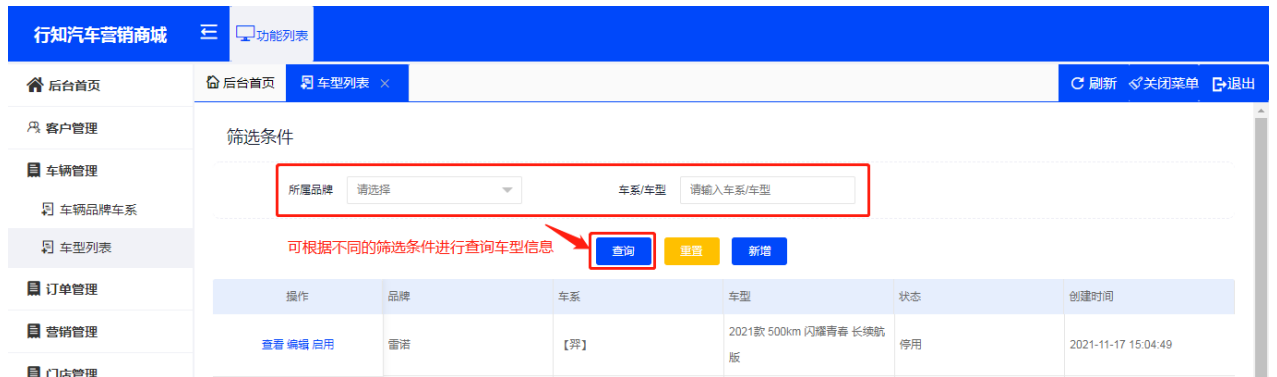 行知汽车营销商城
功能列表
后台首页
车型列表
刷新
关闭菜单
退出
后台首页
客户管理
车辆管理
车辆品牌车系
车型列表
订单管理
营销管理
门店管理
筛选条件
所属品牌 请选择
车系/车型 请输入车系/车型
可根据不同的筛选条件进行查询车型信息
查询 重置 新增
操作 品牌 车系 车型 状态 创建时间
查看 编辑 启用 雷诺 【羿】 2021款 500km 闪耀青春 长续航
版 停用 2021-11-17 15:04:49